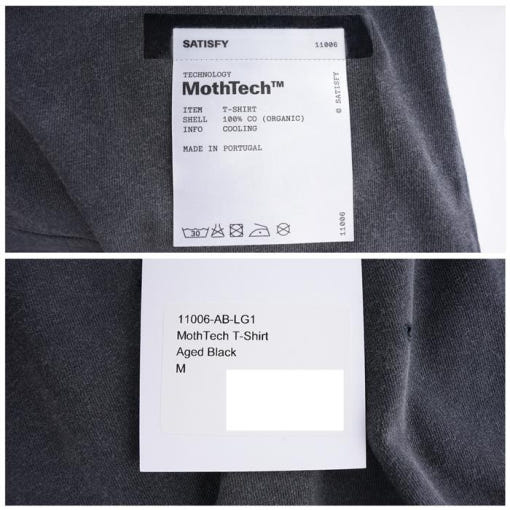 SATISFY 11006
TECHNOLOGY
MothTech™
ITEM T-SHIRT
SHELL 100% CO (ORGANIC)
INFO COOLING
MADE IN PORTUGAL
© SATISFY
11006
30
11006-AB-LG1
MothTech T-Shirt
Aged Black
M